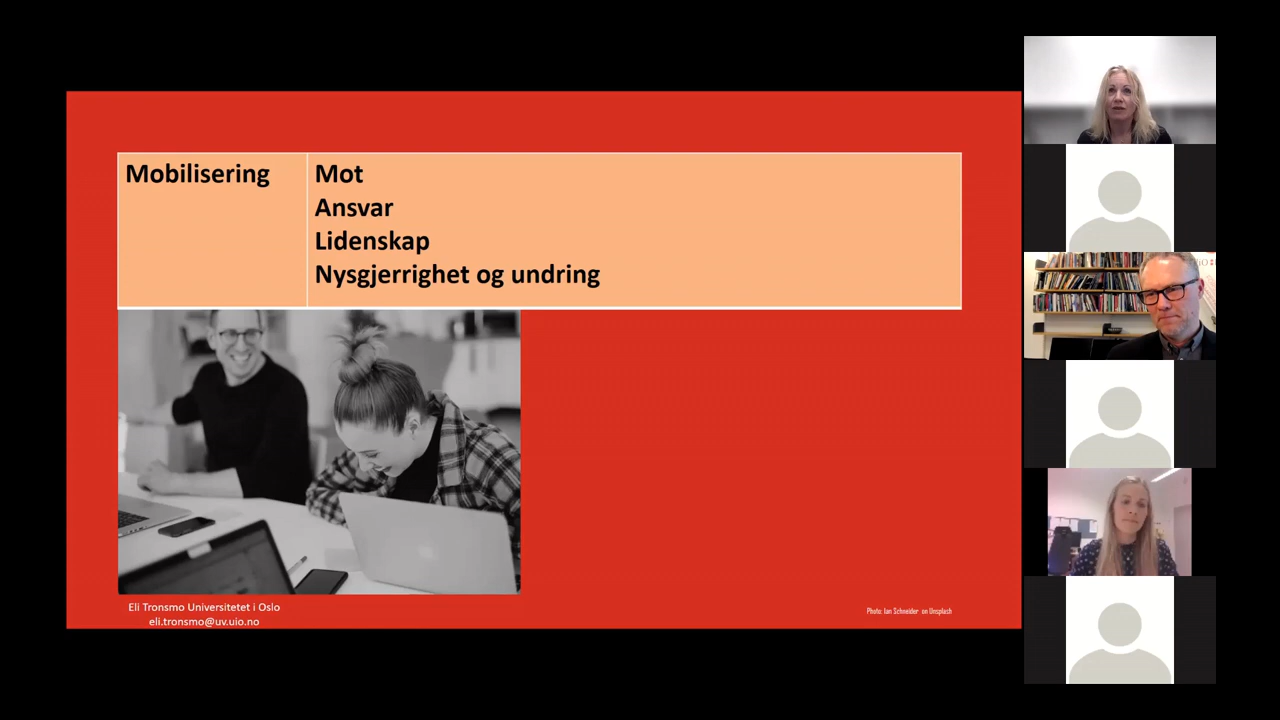 Mobilisering
Mot
Ansvar
Lidenskap
Nysgjerrighet og undring
Eli Tronsmo Universitetet i Oslo
eli.tronsmo@uv.uio.no
Photo: Ian Schneider on Unsplash